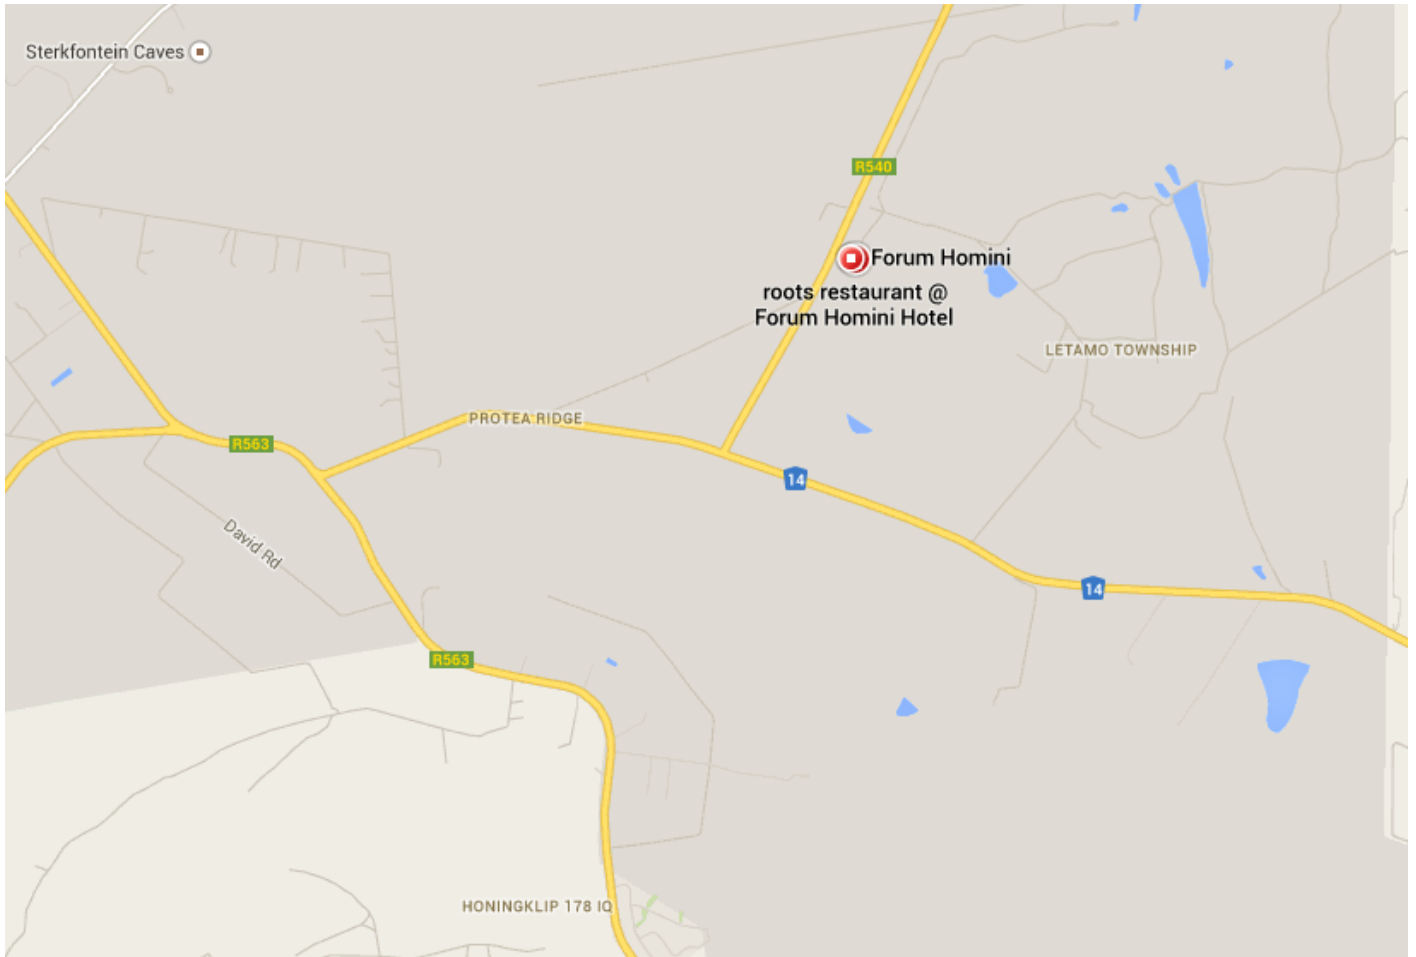 Sterkfontein Caves
R540
Forum Homini
roots restaurant @
Forum Homini Hotel
LETAMO TOWNSHIP
PROTEA RIDGE
R563
14
David Rd
14
R563
HONINGKLIP 178 IQ